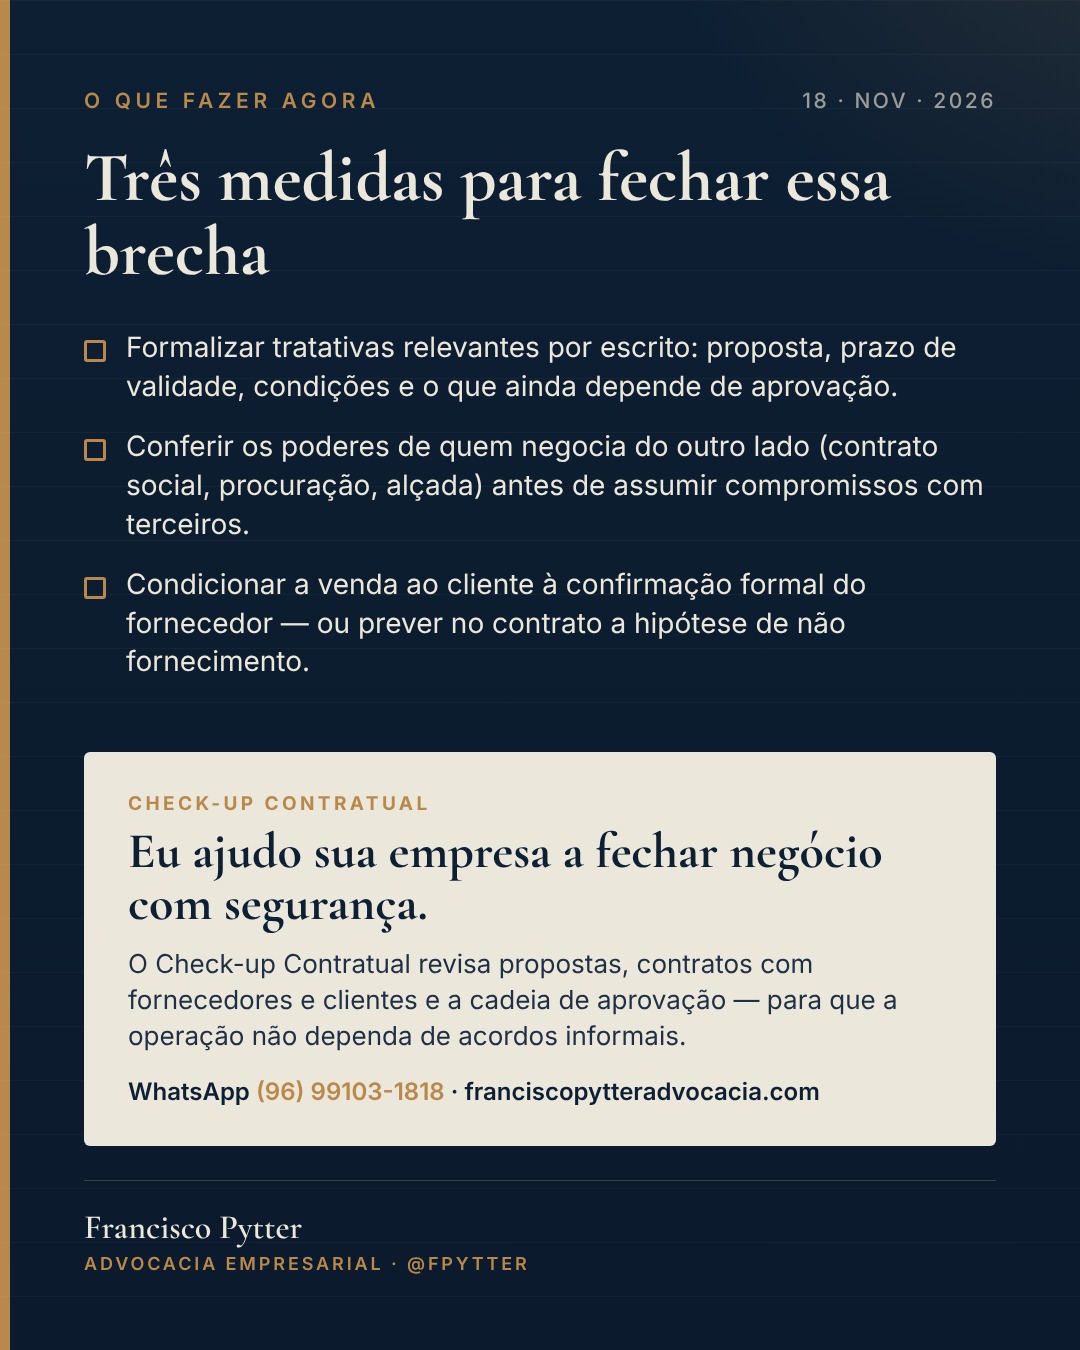 O QUE FAZER AGORA
18 · NOV · 2026
Três medidas para fechar essa
brecha
Formalizar tratativas relevantes por escrito: proposta, prazo de
validade, condições e o que ainda depende de aprovação.
Conferir os poderes de quem negocia do outro lado (contrato
social, procuração, alçada) antes de assumir compromissos com
terceiros.
Condicionar a venda ao cliente à confirmação formal do
fornecedor — ou prever no contrato a hipótese de não
fornecimento.
CHECK-UP CONTRATUAL
Eu ajudo sua empresa a fechar negócio
com segurança.
O Check-up Contratual revisa propostas, contratos com
fornecedores e clientes e a cadeia de aprovação — para que a
operação não dependa de acordos informais.
WhatsApp (96) 99103-1818 · franciscopytteradvocacia.com
Francisco Pytter
ADVOCACIA EMPRESARIAL · @FPYTTER